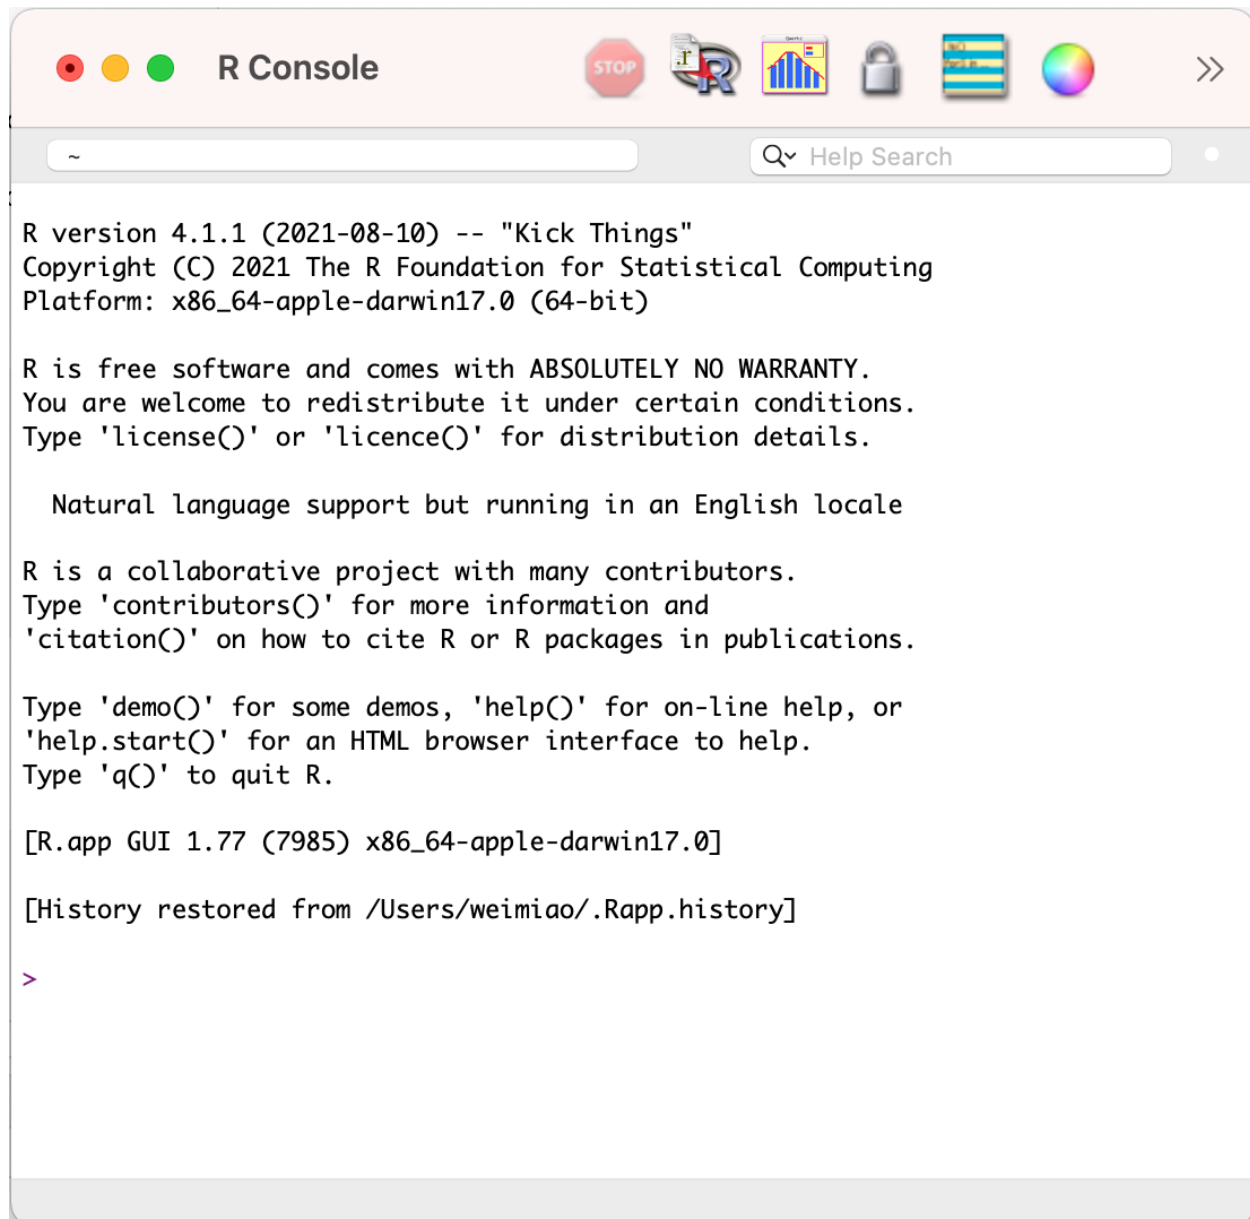 R Console
STOP
~
Help Search
R version 4.1.1 (2021-08-10) -- "Kick Things"
Copyright (C) 2021 The R Foundation for Statistical Computing
Platform: x86_64-apple-darwin17.0 (64-bit)
R is free software and comes with ABSOLUTELY NO WARRANTY.
You are welcome to redistribute it under certain conditions.
Type 'license()' or 'licence()' for distribution details.
Natural language support but running in an English locale
R is a collaborative project with many contributors.
Type 'contributors()' for more information and
'citation()' on how to cite R or R packages in publications.
Type 'demo()' for some demos, 'help()' for on-line help, or
'help.start()' for an HTML browser interface to help.
Type 'q()' to quit R.
[R.app GUI 1.77 (7985) x86_64-apple-darwin17.0]
[History restored from /Users/weimiao/.Rapp.history]
>